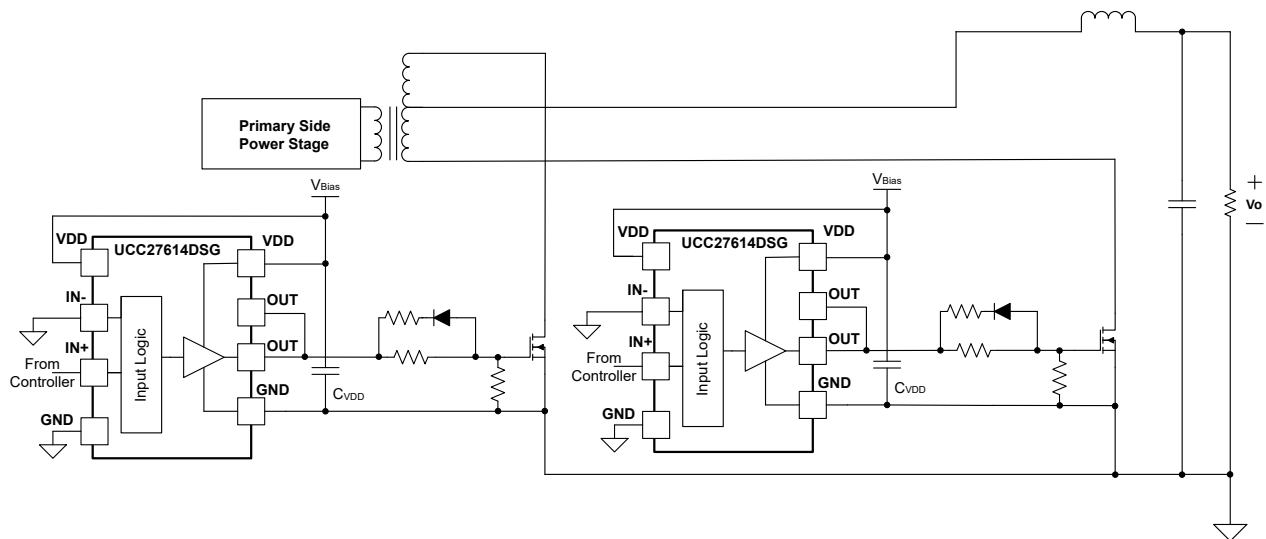 Primary Side
Power Stage
+
Vo
–
VBias
VDD
UCC27614DSG
VDD
IN-
OUT
IN+
OUT
From
Controller
Input Logic
GND
GND
CVDD
VBias
VDD
UCC27614DSG
VDD
IN-
OUT
IN+
OUT
From
Controller
Input Logic
GND
GND
CVDD